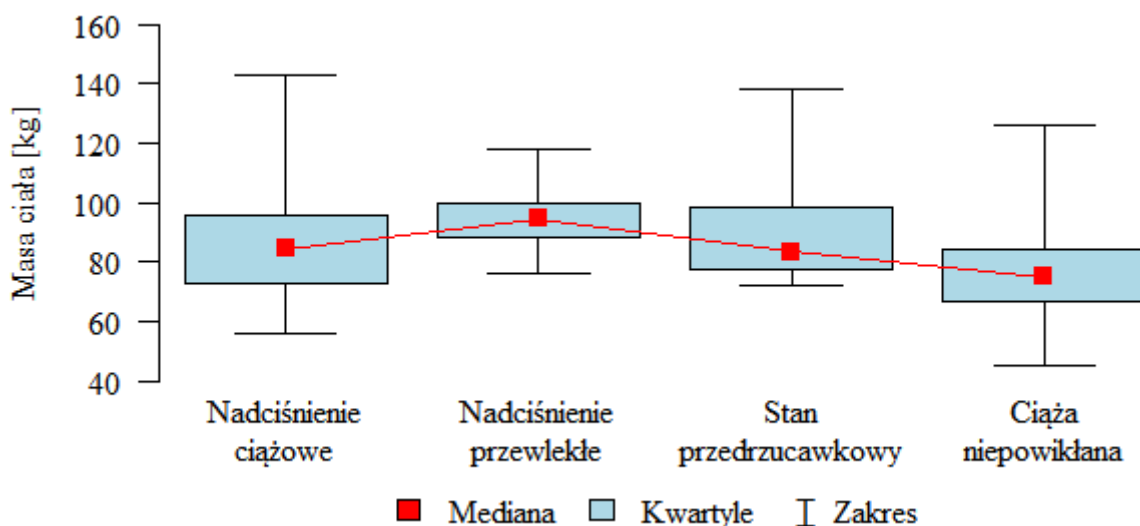 160
140
120
100
80
60
40
Masa ciała [kg]
Nadciśnienie
ciążowe
Nadciśnienie
przewlekłe
Stan
przedrzucawkowy
Ciąża
niepowikłana
Mediana
Kwartyle
Zakres